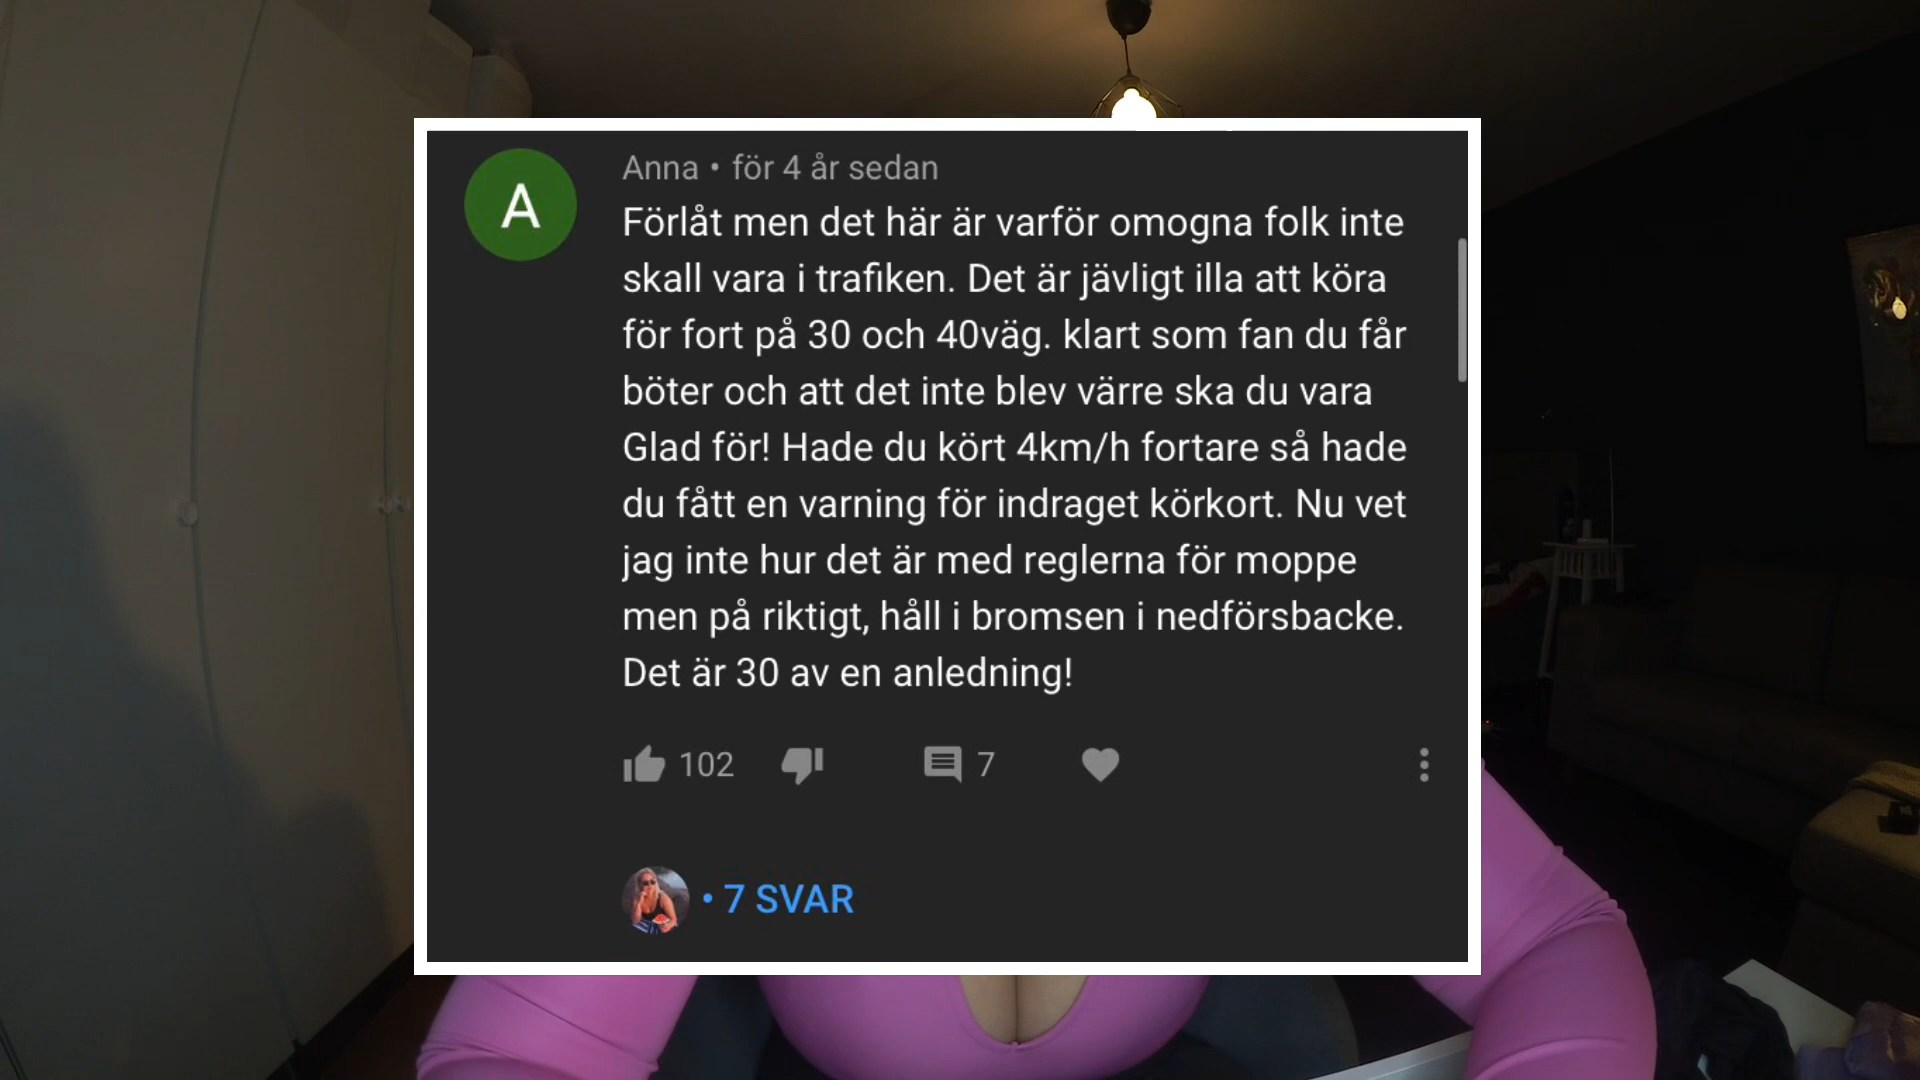 A
Anna • för 4 år sedan
Förlåt men det här är varför omogna folk inte
skall vara i trafiken. Det är jävligt illa att köra
för fort på 30 och 40väg. klart som fan du får
böter och att det inte blev värre ska du vara
Glad för! Hade du kört 4km/h fortare så hade
du fått en varning för indraget körkort. Nu vet
jag inte hur det är med reglerna för moppe
men på riktigt, håll i bromsen i nedförsbacke.
Det är 30 av en anledning!
102 7
• 7 SVAR